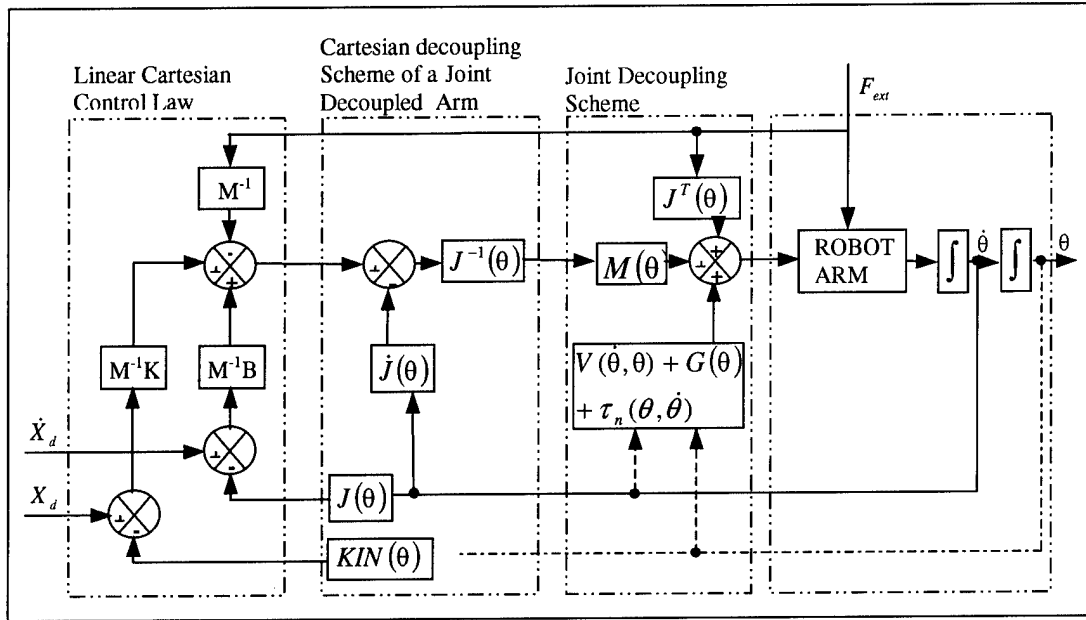 Linear Cartesian
Control Law
Cartesian decoupling
Scheme of a Joint
Decoupled Arm
Joint Decoupling
Scheme
F_ext
M⁻¹
J^T(θ)
-
⊥ -
+
⊥
-
J⁻¹(θ)
M(θ
+
⊥ +
+
ROBOT
ARM
∫
θ̇
∫
θ
M⁻¹K
M⁻¹B
J̇(θ)
V(θ̇,θ) + G(θ)
+ τ_n(θ,θ̇)
Ẋ_d
⊥
-
X_d
⊥
-
J(θ)
KIN(θ)